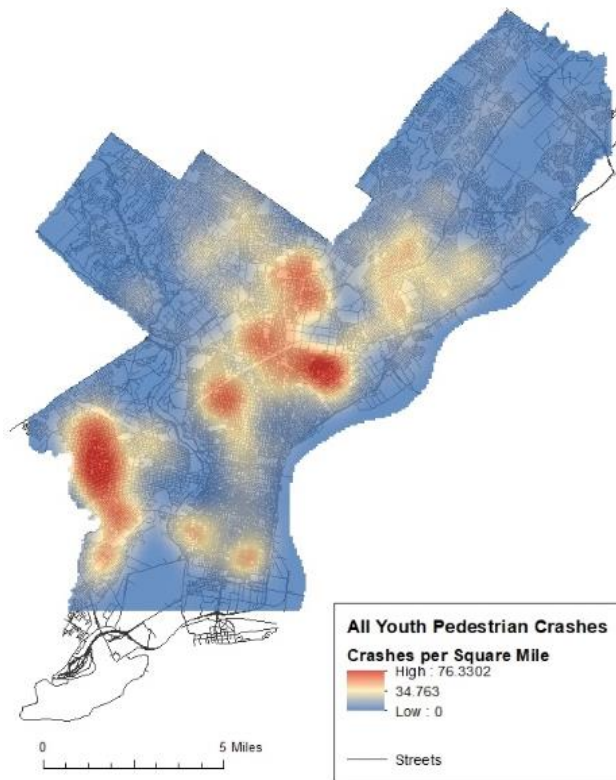 All Youth Pedestrian Crashes
Crashes per Square Mile
High : 76.3302
34.763
Low : 0
Streets
0 5 Miles